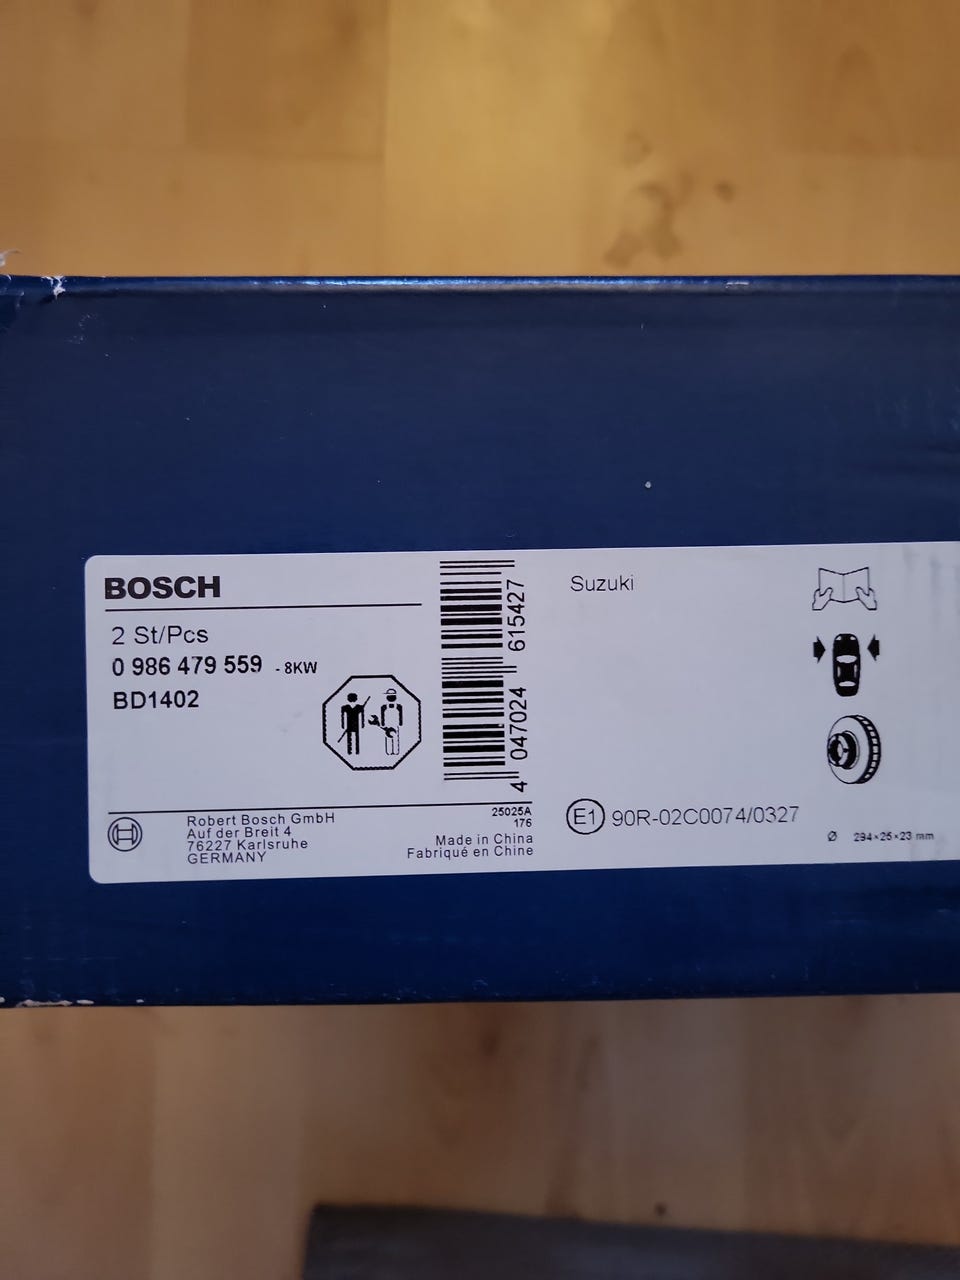 BOSCH
2 St/Pcs
0 986 479 559 - 8KW
BD1402
Robert Bosch GmbH
Auf der Breit 4
76227 Karlsruhe
GERMANY
25025A
176
Made in China
Fabriqué en Chine
4 047024 615427
Suzuki
E1 90R-02C0074/0327
Ø 294×25×23 mm